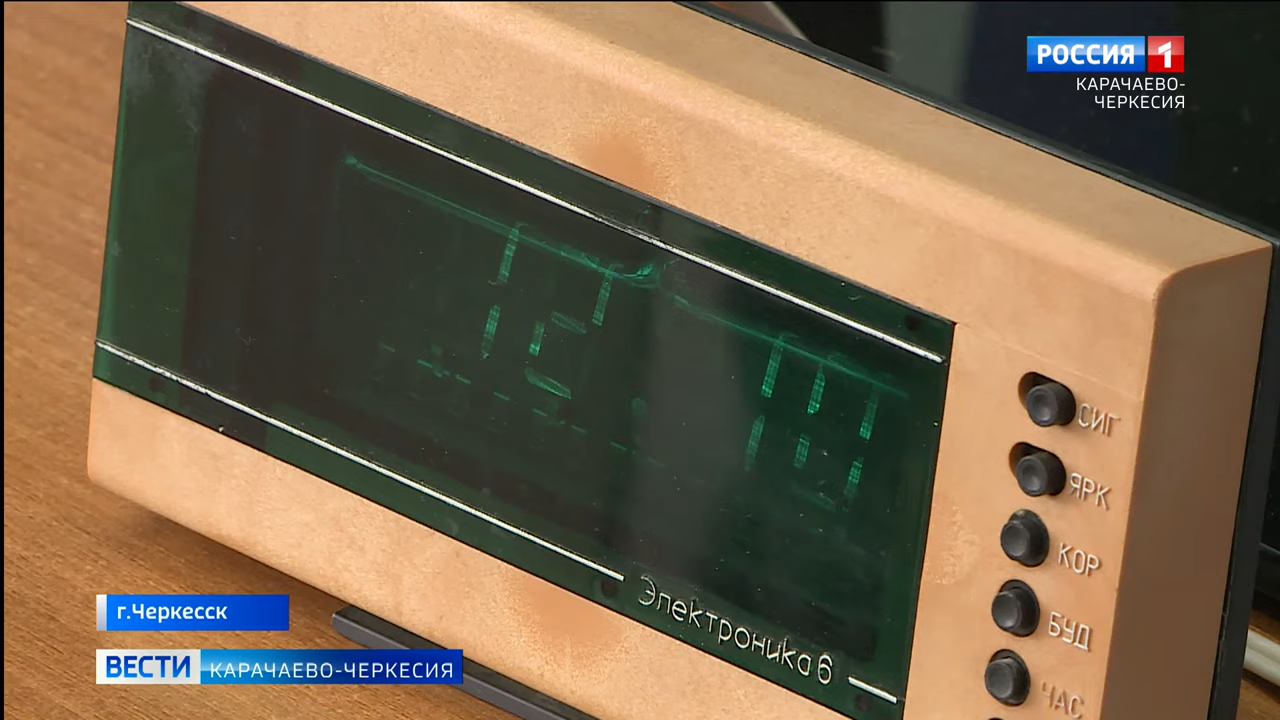 РОССИЯ 1
КАРАЧАЕВО-
ЧЕРКЕСИЯ
СИГ
ЯРК
КОР
БУД
ЧАС
Электроника 6
г.Черкесск
ВЕСТИ КАРАЧАЕВО-ЧЕРКЕСИЯ